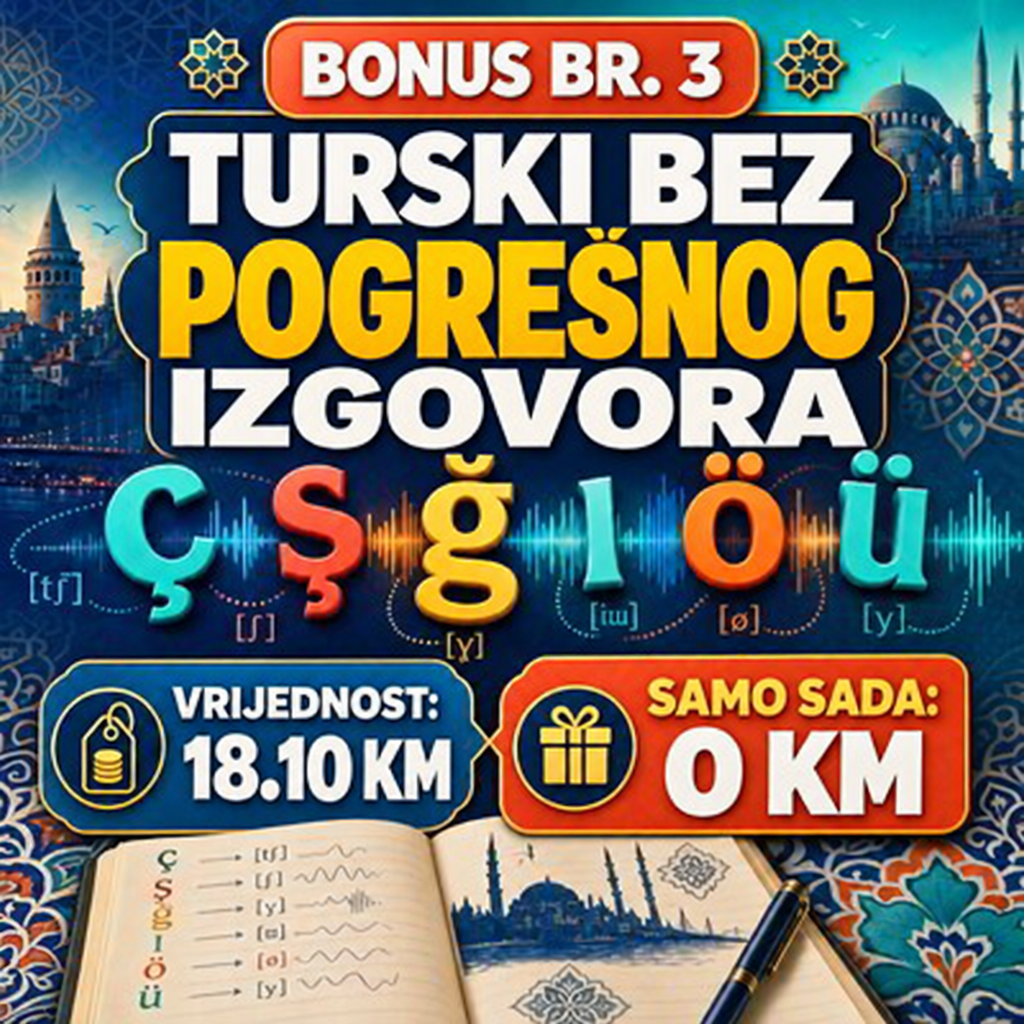 BONUS BR. 3
TURSKI BEZ
POGREŠNOG
IZGOVORA
Ç Ş ğ ı ö ü
[ʃ]
[ɣ]
[ø]
[y]
VRIJEDNOST:
18.10 KM
SAMO SADA:
0 KM
ç [tʃ]
ş [ʃ]
ğ [y]
ı
ö [ø]
ü [y]